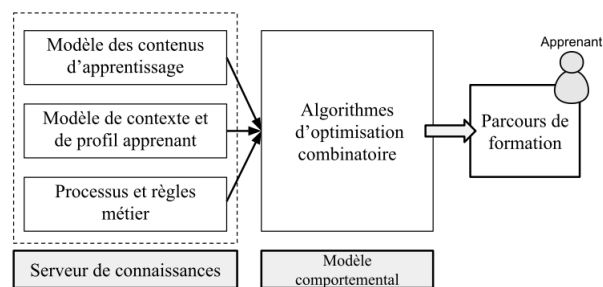 Modèle des contenus
d’apprentissage
Modèle de contexte et
de profil apprenant
Processus et règles
métier
Serveur de connaissances
Algorithmes
d’optimisation
combinatoire
Modèle
comportemental
Apprenant
Parcours de
formation